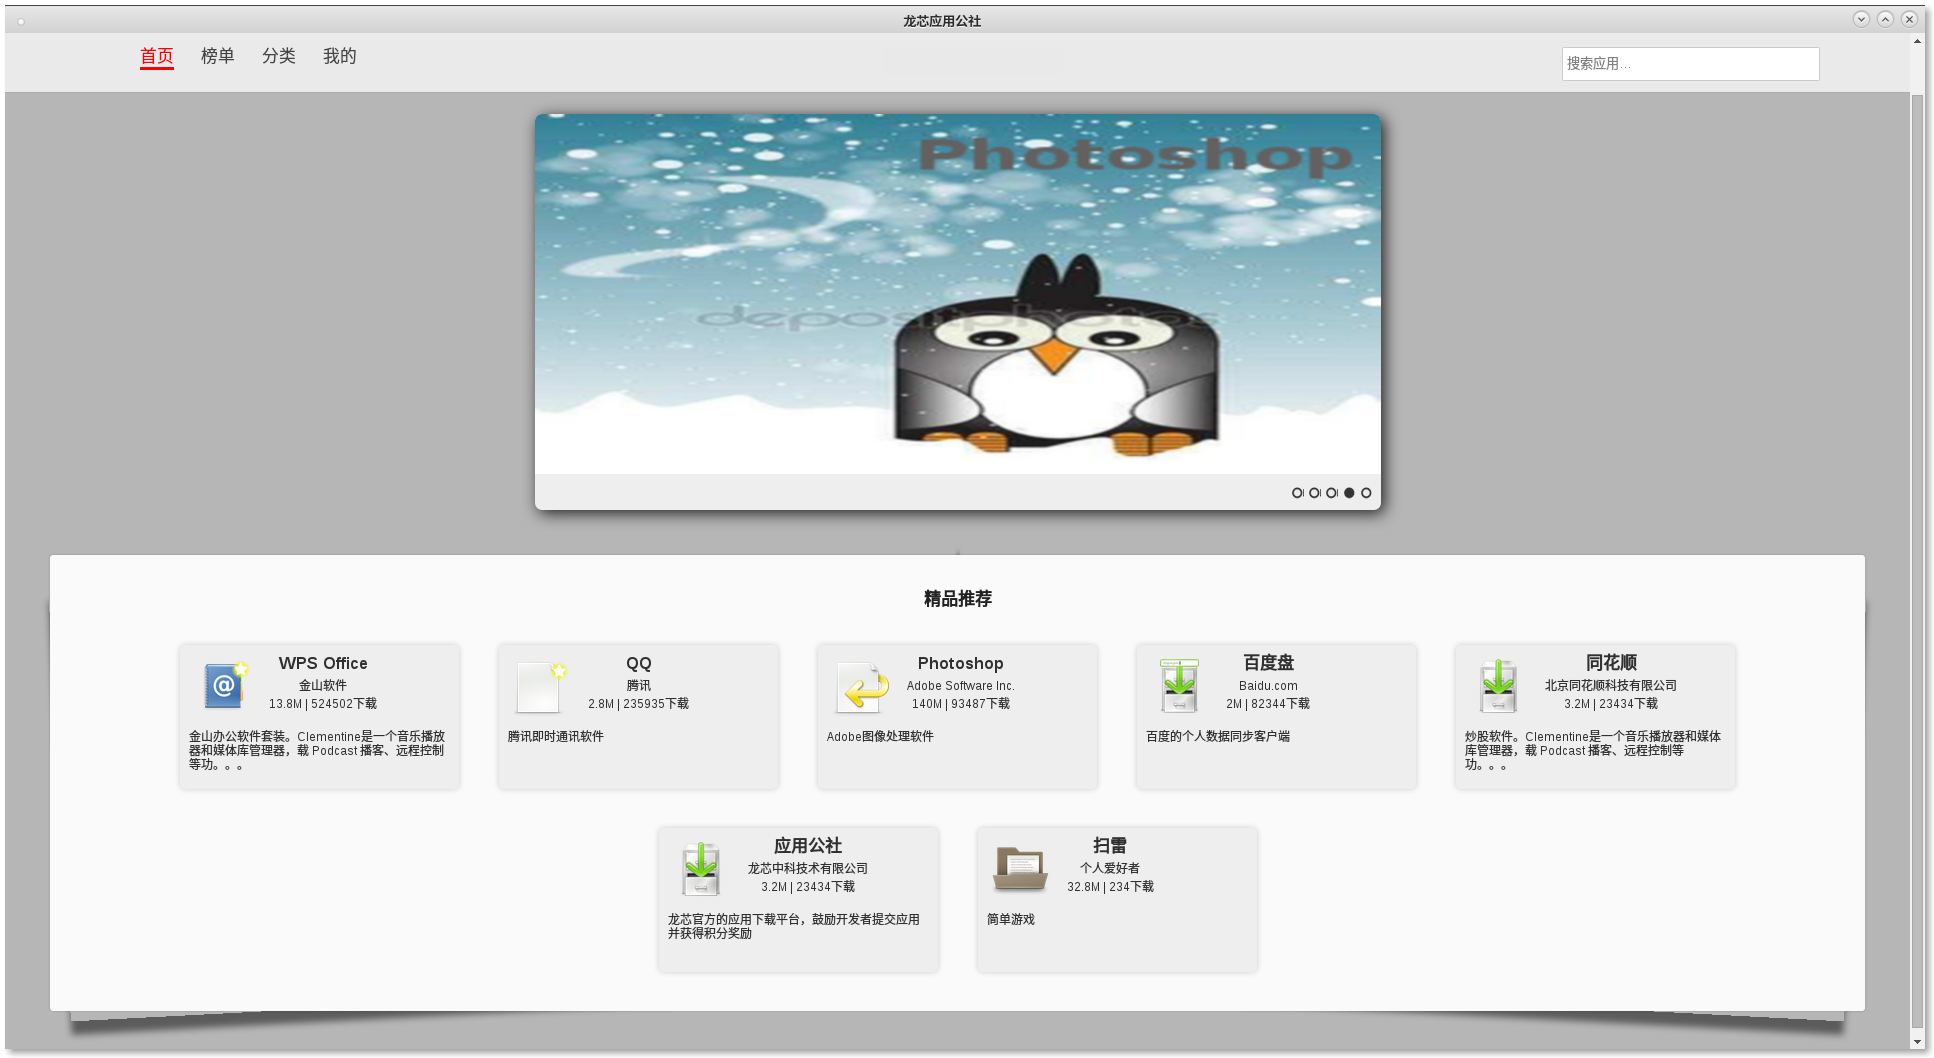 龙芯应用公社
首页 榜单 分类 我的
搜索应用...
Photoshop
depositphotos
精品推荐
WPS Office
金山软件
13.8M | 524502下载
金山办公软件套装。Clementine是一个音乐播放
器和媒体库管理器，载 Podcast 播客、远程控制
等功。。。
QQ
腾讯
2.8M | 235935下载
腾讯即时通讯软件
Photoshop
Adobe Software Inc.
140M | 93487下载
Adobe图像处理软件
百度盘
Baidu.com
2M | 82344下载
百度的个人数据同步客户端
同花顺
北京同花顺科技有限公司
3.2M | 23434下载
炒股软件。Clementine是一个音乐播放器和媒体
库管理器，载 Podcast 播客、远程控制等
功。。。
应用公社
龙芯中科技术有限公司
3.2M | 23434下载
龙芯官方的应用下载平台，鼓励开发者提交应用
并获得积分奖励
扫雷
个人爱好者
32.8M | 234下载
简单游戏